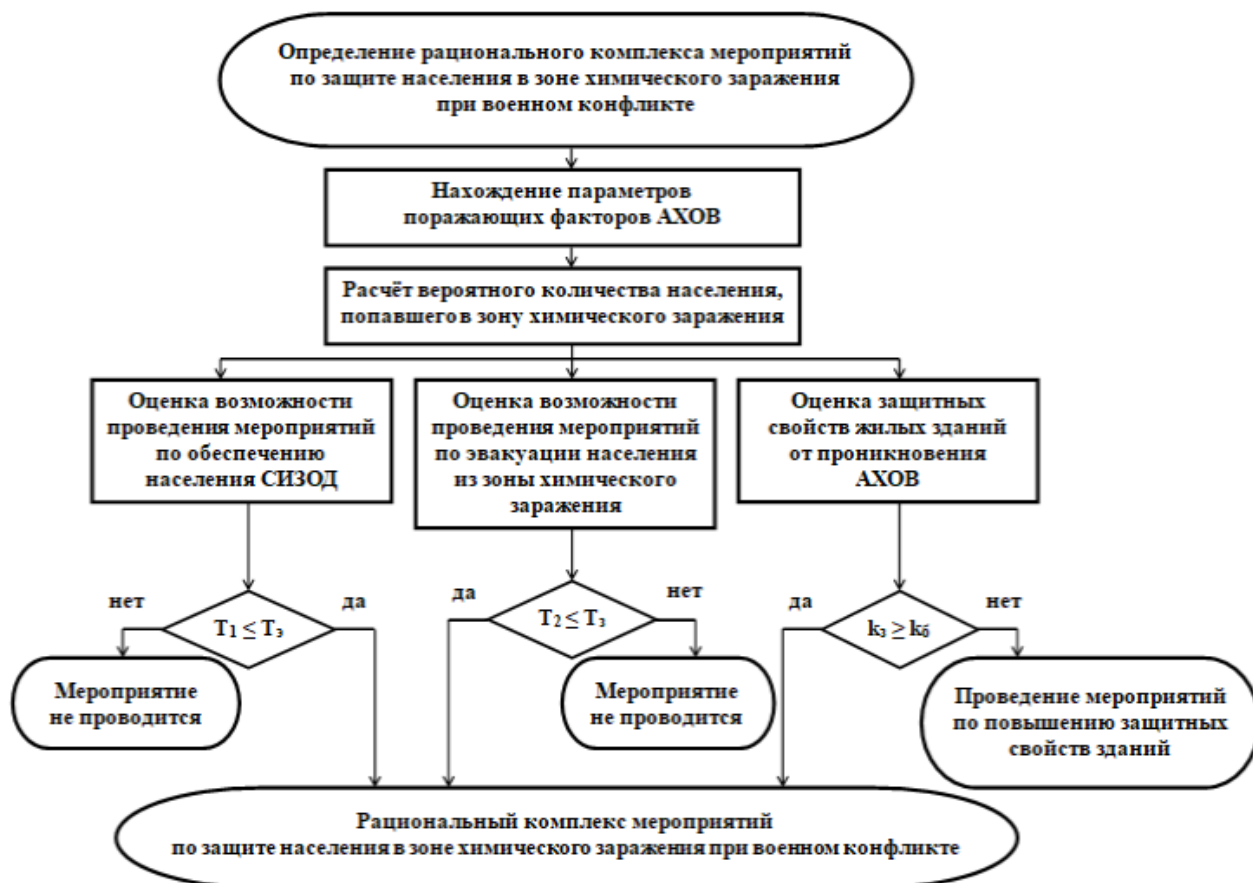 Определение рационального комплекса мероприятий
по защите населения в зоне химического заражения
при военном конфликте
Нахождение параметров
поражающих факторов АХОВ
Расчёт вероятного количества населения,
попавшего в зону химического заражения
Оценка возможности
проведения мероприятий
по обеспечению
населения СИЗОД
Оценка возможности
проведения мероприятий
по эвакуации населения
из зоны химического
заражения
Оценка защитных
свойств жилых зданий
от проникновения
АХОВ
нет
T₁ ≤ Tэ
да
да
T₂ ≤ Tз
нет
да
kз ≥ kб
нет
Мероприятие
не проводится
Мероприятие
не проводится
Проведение мероприятий
по повышению защитных
свойств зданий
Рациональный комплекс мероприятий
по защите населения в зоне химического заражения при военном конфликте